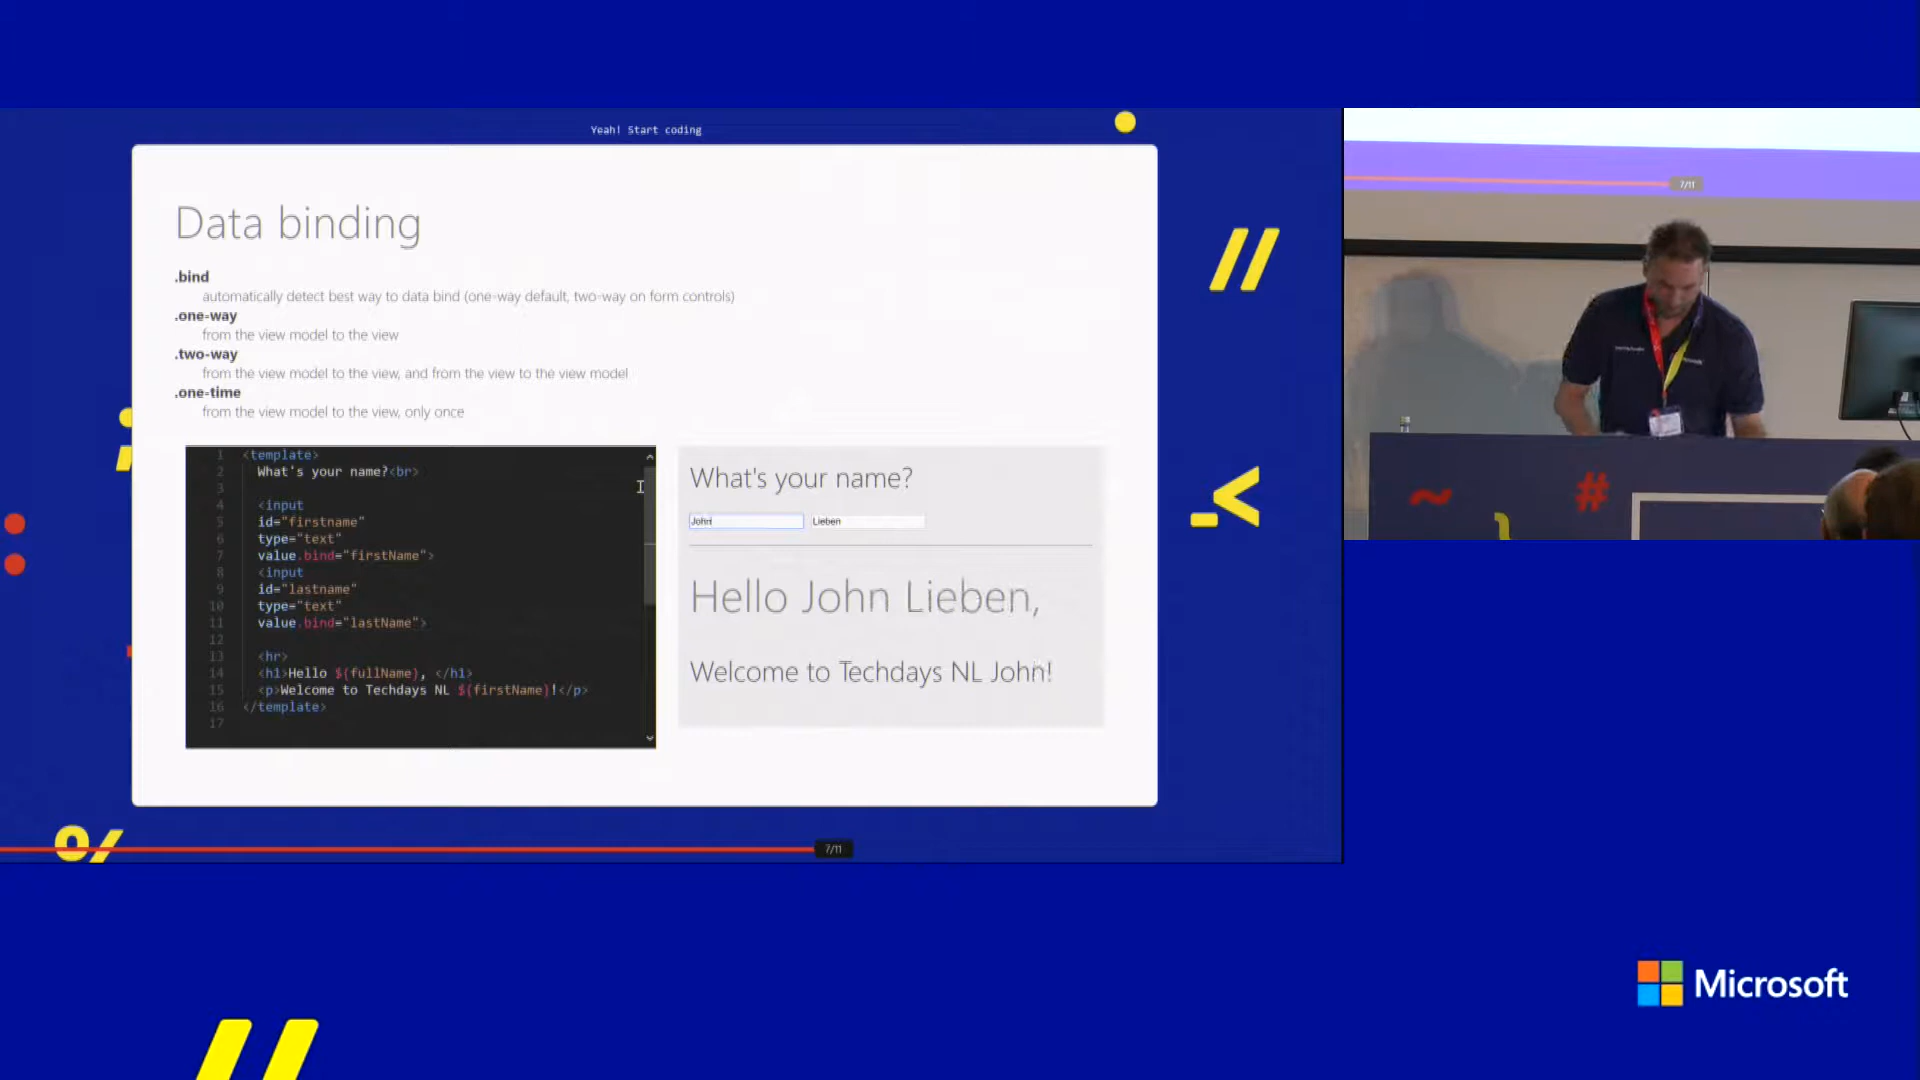 Yeah! Start coding
Data binding
.bind
automatically detect best way to data bind (one-way default, two-way on form controls)
.one-way
from the view model to the view
.two-way
from the view model to the view, and from the view to the view model
.one-time
from the view model to the view, only once
1 <template>
2 What's your name?<br>
3
4 <input
5 id="firstname"
6 type="text"
7 value.bind="firstName">
8 <input
9 id="lastname"
10 type="text"
11 value.bind="lastName">
12
13 <hr>
14 <h1>Hello ${fullName}, </h1>
15 <p>Welcome to Techdays NL ${firstName}!</p>
16 </template>
17
What's your name?
John Lieben
Hello John Lieben,
Welcome to Techdays NL John!
7/11
7/11
Microsoft